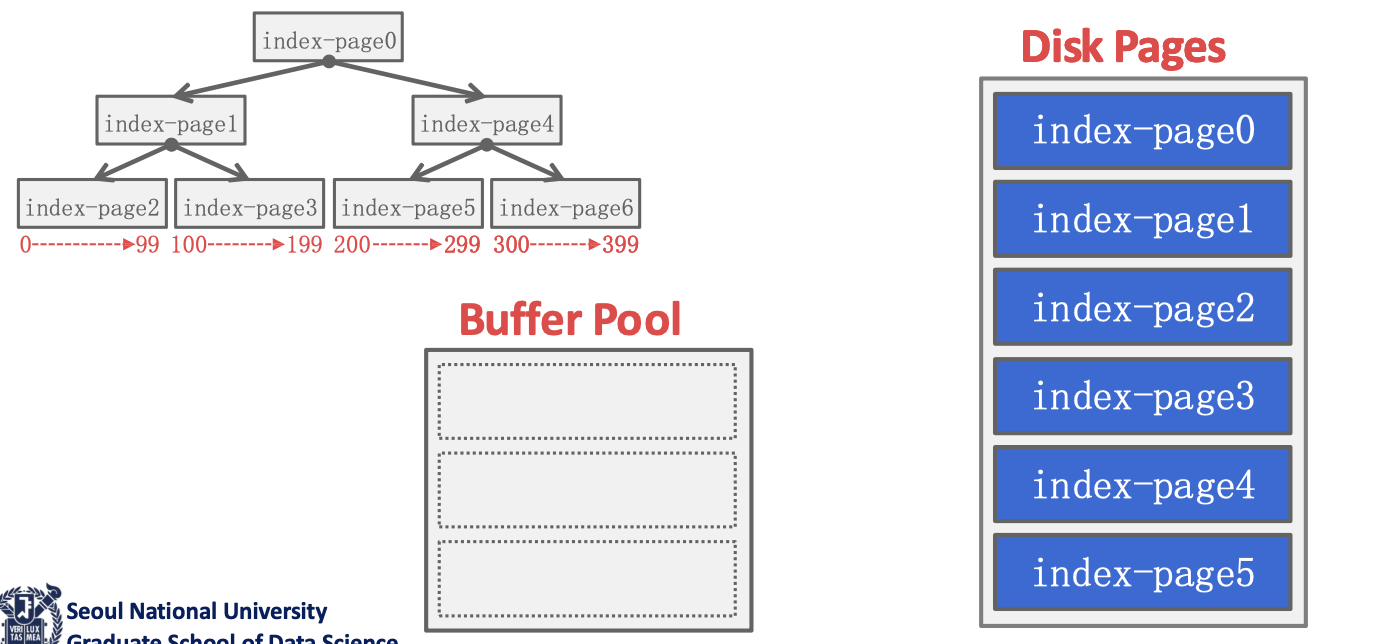 index-page0
index-page1
index-page4
index-page2
index-page3
index-page5
index-page6
0
99
100
199
200
299
300
399
Disk Pages
index-page0
index-page1
index-page2
index-page3
index-page4
index-page5
Buffer Pool
VERI LUX
TAS MEA
Seoul National University
Graduate School of Data Science